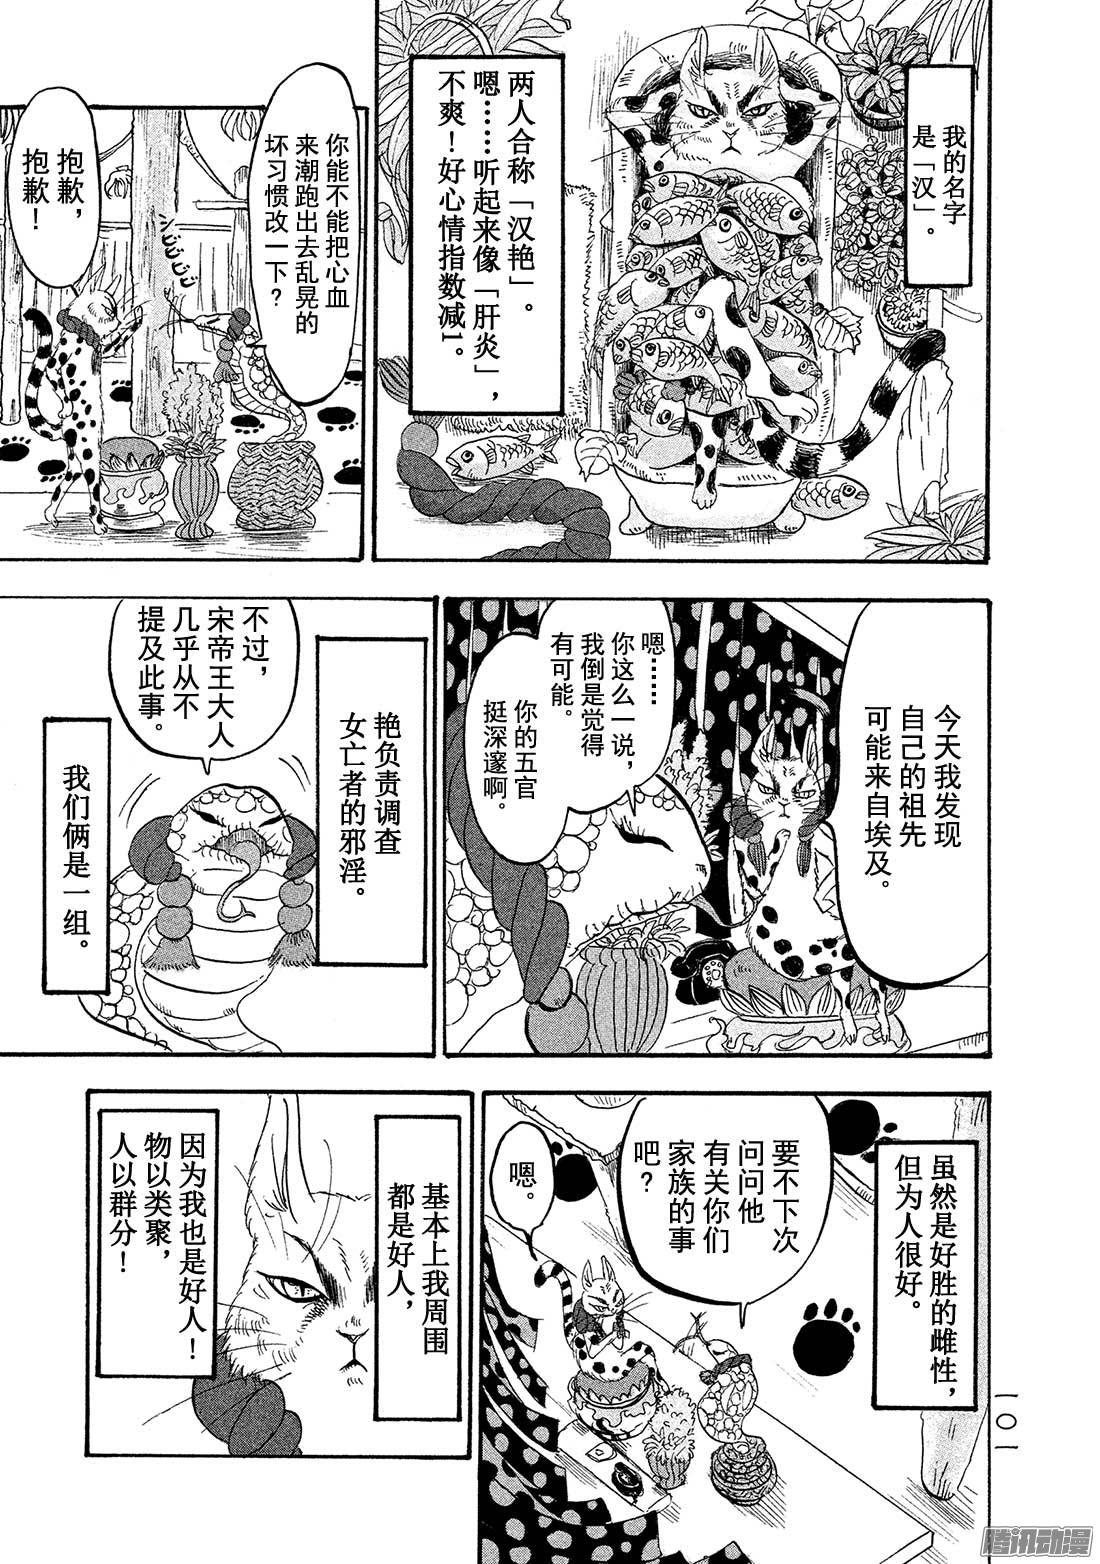 我的名字
是「汉」。
两人合称「汉艳」。
嗯……听起来像「肝炎」，
不爽！好心情指数减1。
你能不能把心血
来潮跑出去乱晃的
坏习惯改一下？
ジビビビ
抱歉，
抱歉！
今天我发现
自己的祖先
可能来自埃及。
嗯……
你这么一说，
我倒是觉得
有可能。
你的五官
挺深邃啊。
艳负责调查
女亡者的邪淫。
不过，
宋帝王大人
几乎从不
提及此事。
我们俩是一组。
虽然是好胜的雌性，
但为人很好。
要不下次
问问他
有关你们
家族的事
吧？
嗯。
基本上我周围
都是好人，
因为我也是好人！
物以类聚，
人以群分！
101
腾讯动漫